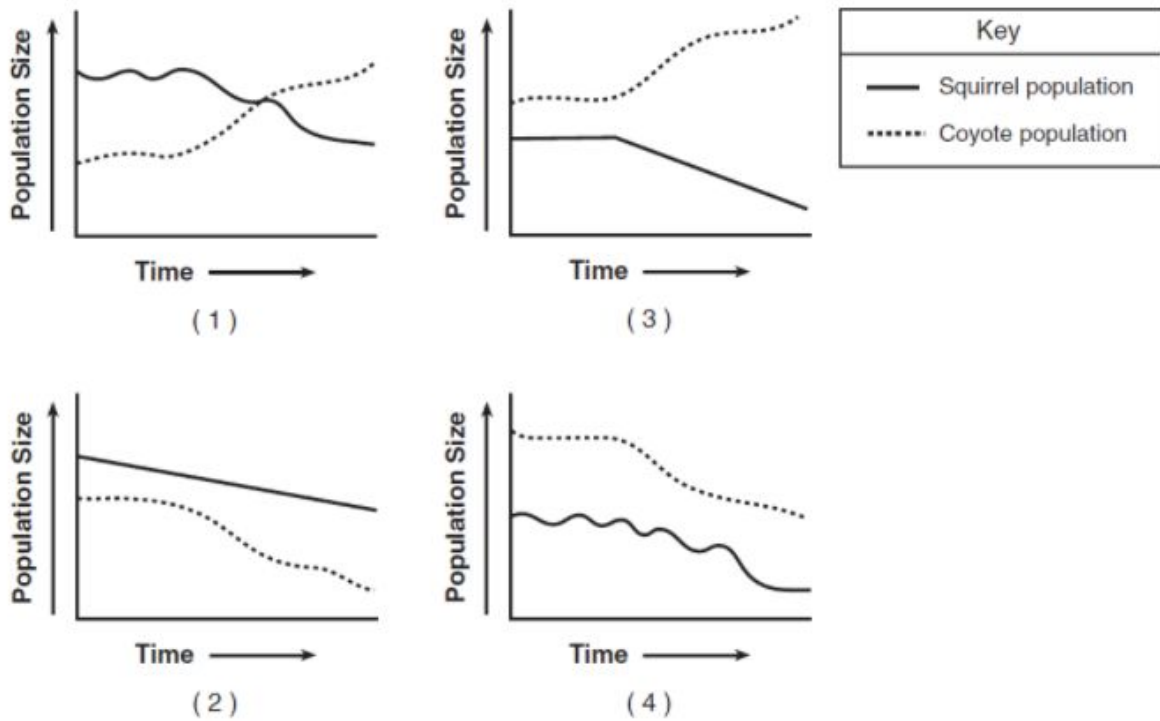 Population Size
Time
( 1 )
Population Size
Time
( 3 )
Key
Squirrel population
Coyote population
Population Size
Time
( 2 )
Population Size
Time
( 4 )